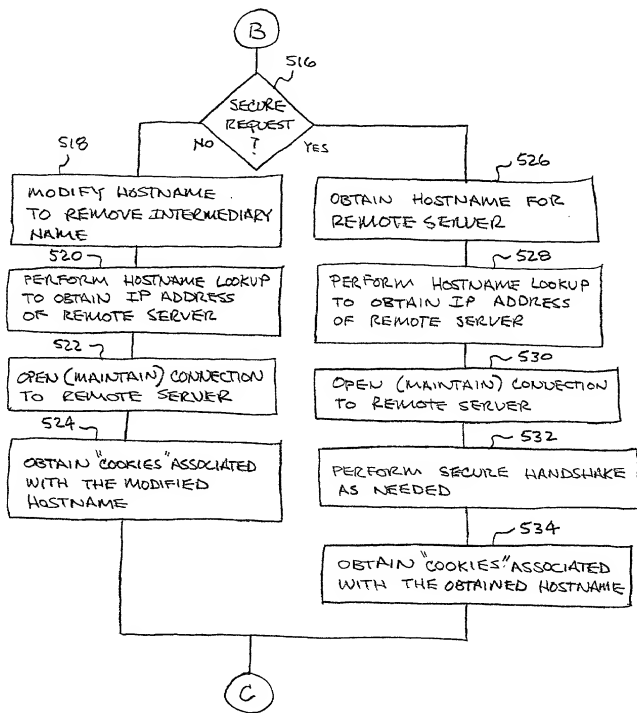 B
516
SECURE
REQUEST
?
NO
YES
518
MODIFY HOSTNAME
TO REMOVE INTERMEDIARY
NAME
520
PERFORM HOSTNAME LOOKUP
TO OBTAIN IP ADDRESS
OF REMOTE SERVER
522
OPEN (MAINTAIN) CONNECTION
TO REMOTE SERVER
524
OBTAIN "COOKIES" ASSOCIATED
WITH THE MODIFIED
HOSTNAME
526
OBTAIN HOSTNAME FOR
REMOTE SERVER
528
PERFORM HOSTNAME LOOKUP
TO OBTAIN IP ADDRESS
OF REMOTE SERVER
530
OPEN (MAINTAIN) CONNECTION
TO REMOTE SERVER
532
PERFORM SECURE HANDSHAKE
AS NEEDED
534
OBTAIN "COOKIES" ASSOCIATED
WITH THE OBTAINED HOSTNAME
C